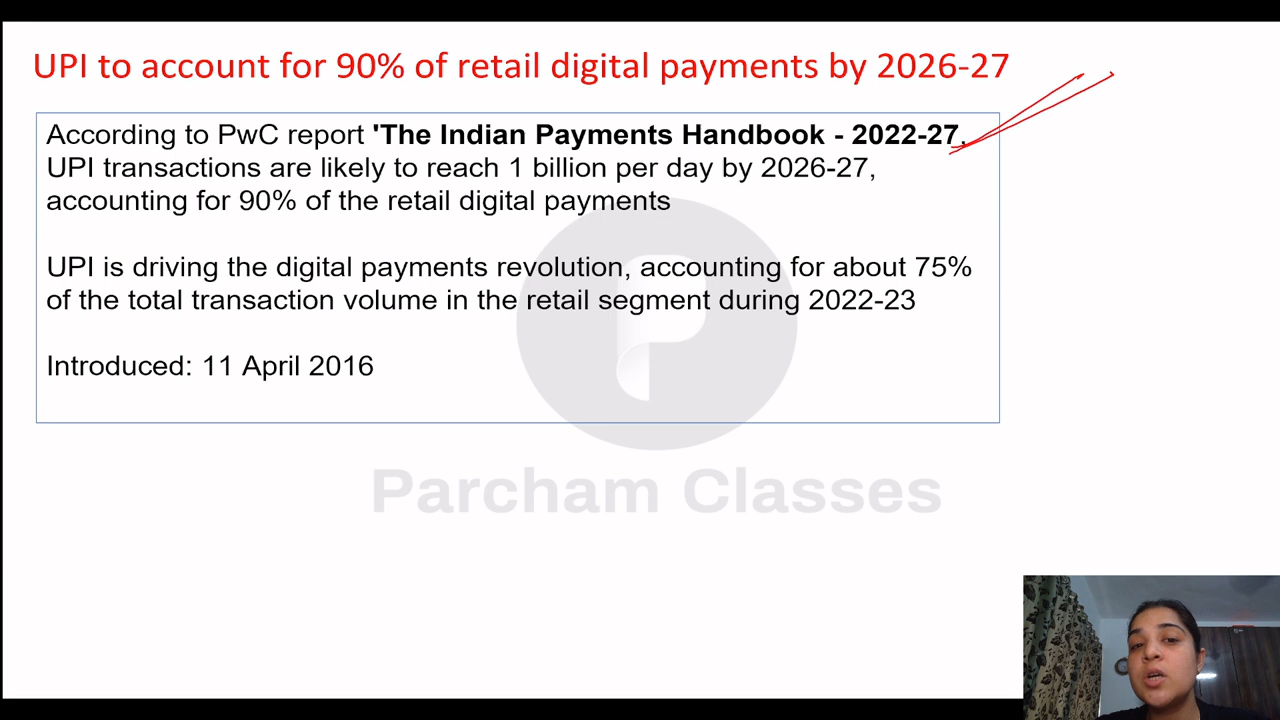 UPI to account for 90% of retail digital payments by 2026-27
According to PwC report 'The Indian Payments Handbook - 2022-27,
UPI transactions are likely to reach 1 billion per day by 2026-27,
accounting for 90% of the retail digital payments
UPI is driving the digital payments revolution, accounting for about 75%
of the total transaction volume in the retail segment during 2022-23
Introduced: 11 April 2016
Parcham Classes